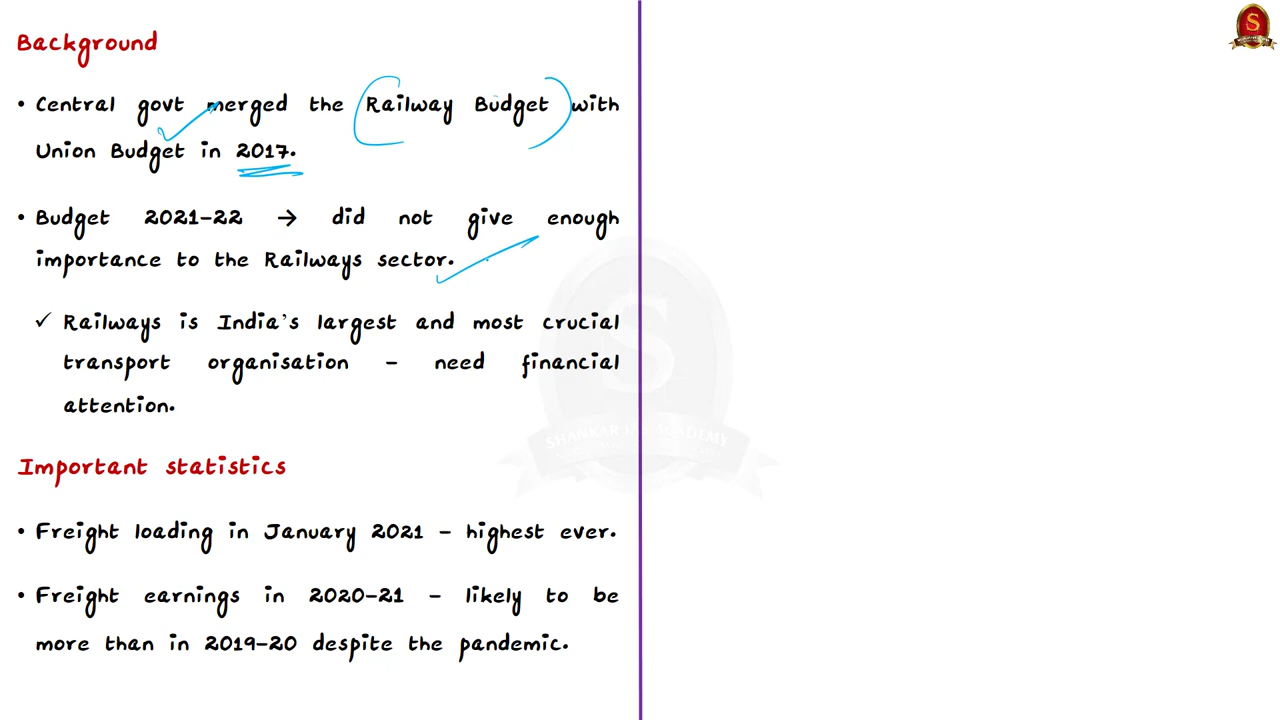 Background
• Central govt merged the Railway Budget with
Union Budget in 2017.
• Budget 2021-22 → did not give enough
importance to the Railways sector.
✓ Railways is India's largest and most crucial
transport organisation - need financial
attention.
Important statistics
• Freight loading in January 2021 - highest ever.
• Freight earnings in 2020-21 - likely to be
more than in 2019-20 despite the pandemic.
S
S
SHANKAR IAS ACADEMY